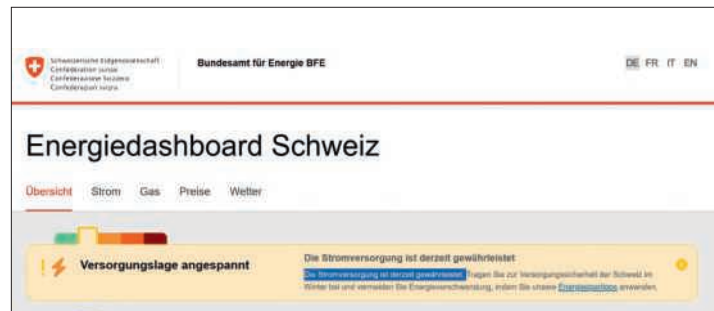 Schweizerische Eidgenossenschaft
Confédération suisse
Confederazione Svizzera
Confederaziun svizra
Bundesamt für Energie BFE
DE FR IT EN
Energiedashboard Schweiz
Übersicht Strom Gas Preise Wetter
Versorgungslage angespannt
Die Stromversorgung ist derzeit gewährleistet
Die Stromversorgung ist derzeit gewährleistet. Tragen Sie zur Versorgungssicherheit der Schweiz im
Winter bei und vermeiden Sie Energieverschwendung, indem Sie unsere Energiespartipps anwenden.